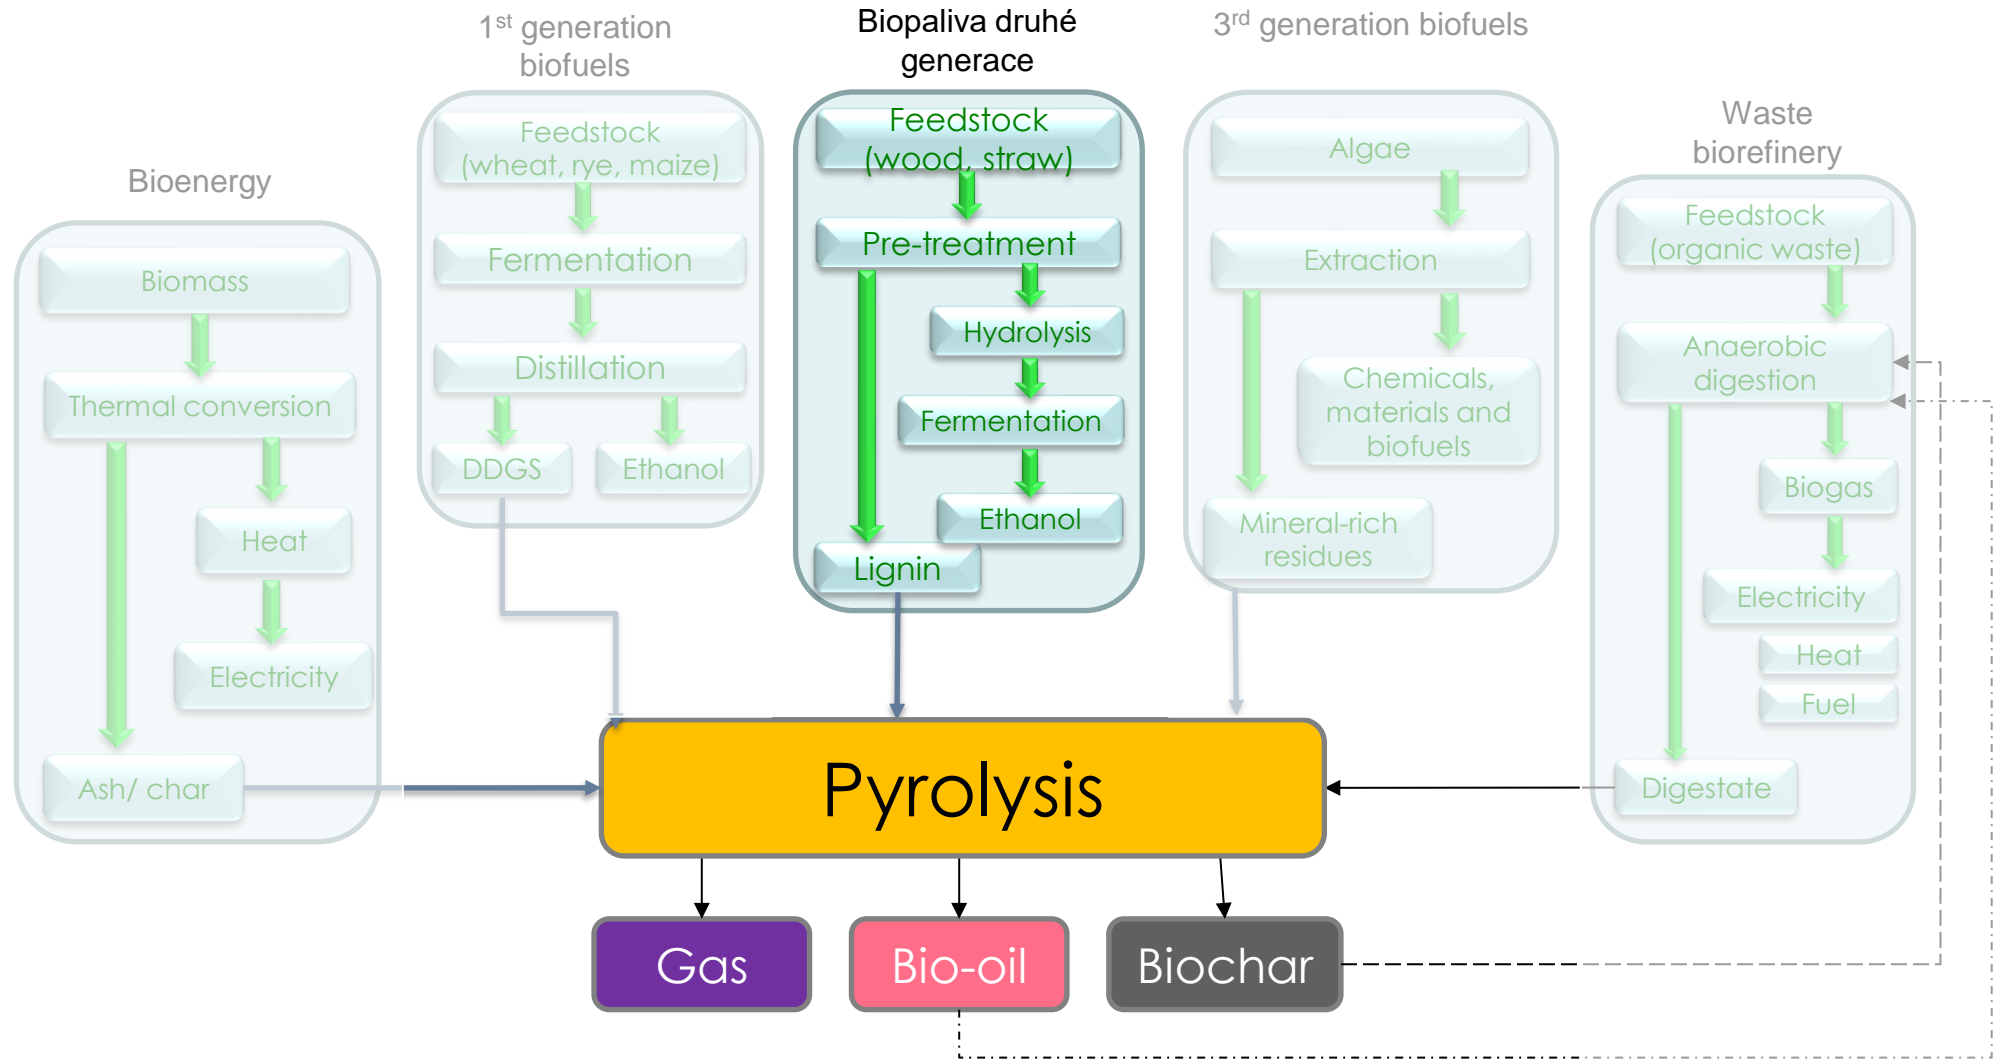 1st generation
biofuels
Biopaliva druhé
generace
3rd generation biofuels
Waste
biorefinery
Bioenergy
Biomass
Thermal conversion
Heat
Electricity
Ash/ char
Feedstock
(wheat, rye, maize)
Fermentation
Distillation
DDGS
Ethanol
Feedstock
(wood, straw)
Pre-treatment
Hydrolysis
Fermentation
Ethanol
Lignin
Algae
Extraction
Chemicals,
materials and
biofuels
Mineral-rich
residues
Feedstock
(organic waste)
Anaerobic
digestion
Biogas
Electricity
Heat
Fuel
Digestate
Pyrolysis
Gas
Bio-oil
Biochar